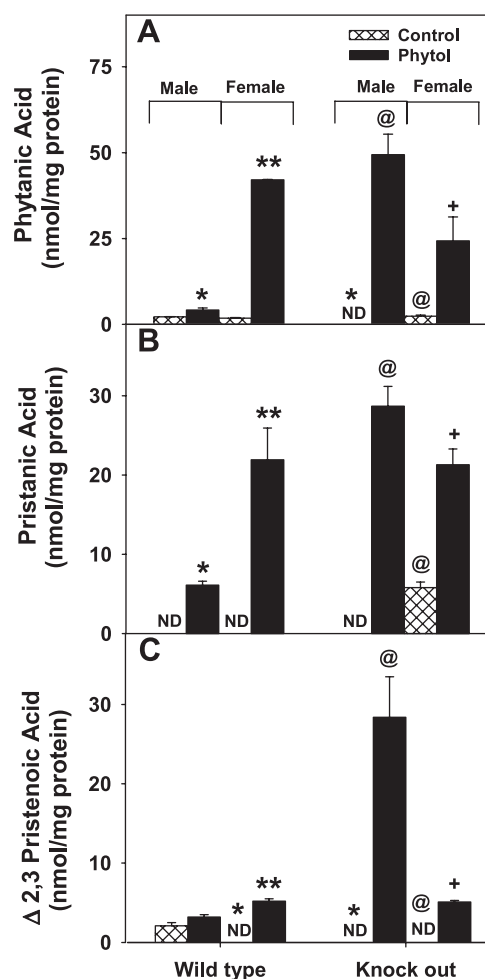 A
Control
Phytol
Male Female Male Female
Phytanic Acid
(nmol/mg protein)
75
50
25
0
* ** * ND @ @ +
B
Pristanic Acid
(nmol/mg protein)
30
20
10
0
ND * ND ** ND @ @ +
C
Δ 2,3 Pristenoic Acid
(nmol/mg protein)
30
20
10
0
* ND ** * ND @ @ ND +
Wild type Knock out